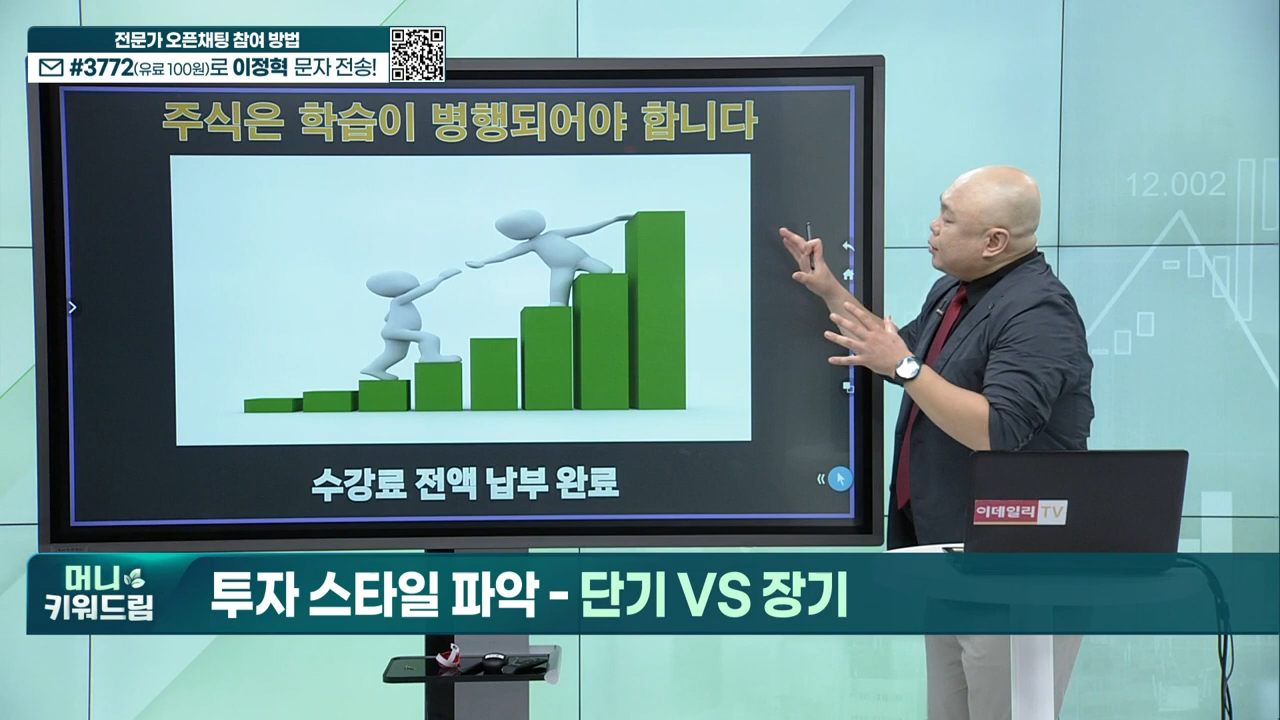 전문가 오픈채팅 참여 방법
#3772(유료 100원)로 이정혁 문자 전송!
주식은 학습이 병행되어야 합니다
12.002
수강료 전액 납부 완료
이데일리 TV
머니
키워드림
투자 스타일 파악 - 단기 VS 장기